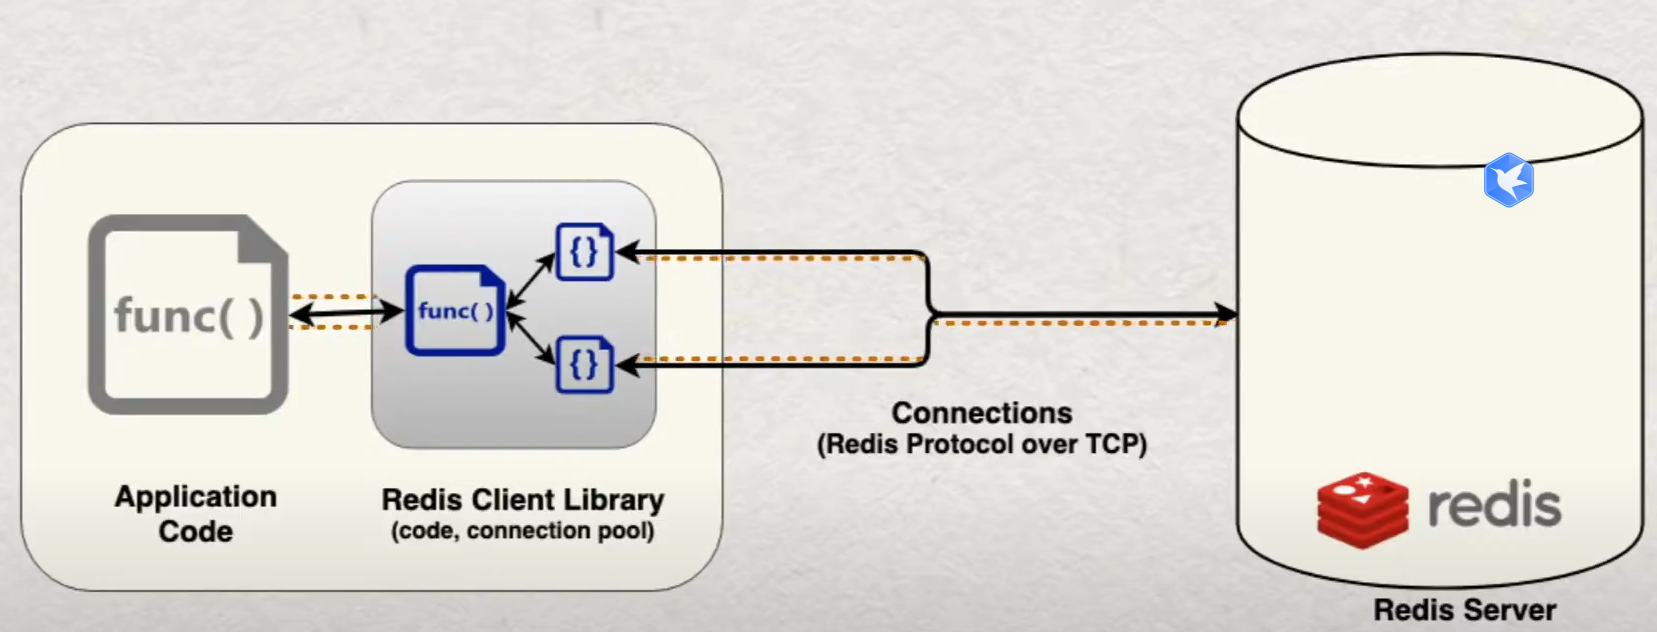 func( )
func( )
{}
{}
Application
Code
Redis Client Library
(code, connection pool)
Connections
(Redis Protocol over TCP)
redis
Redis Server